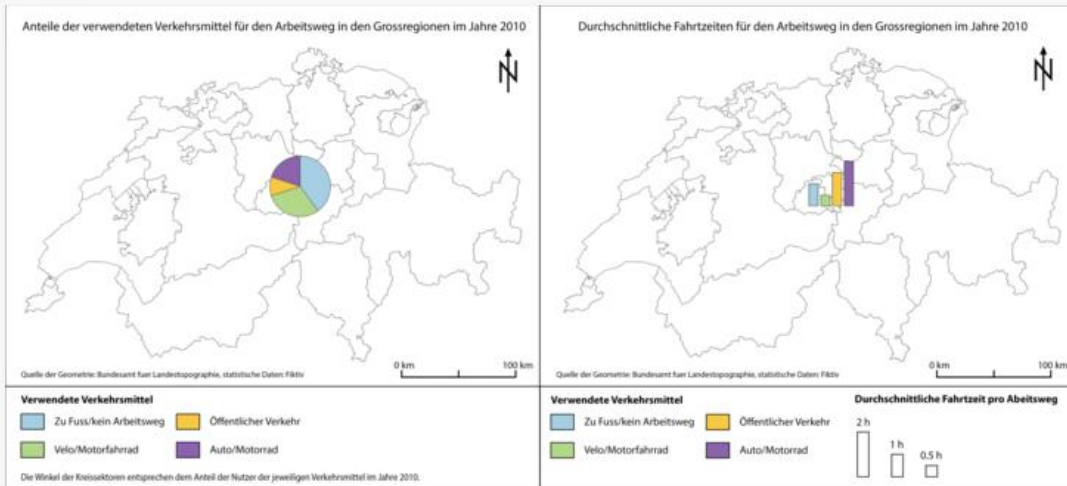 Anteile der verwendeten Verkehrsmittel für den Arbeitsweg in den Grossregionen im Jahre 2010
N
0 km 100 km
Quelle der Geometrie: Bundesamt fuer Landestopographie, statistische Daten: Fiktiv
Verwendete Verkehrsmittel
Zu Fuss/kein Arbeitsweg
Öffentlicher Verkehr
Velo/Motorfahrrad
Auto/Motorrad
Die Winkel der Kreissektoren entsprechen dem Anteil der Nutzer der jeweiligen Verkehrsmittel im Jahre 2010.
Durchschnittliche Fahrtzeiten für den Arbeitsweg in den Grossregionen im Jahre 2010
N
0 km 100 km
Quelle der Geometrie: Bundesamt fuer Landestopographie, statistische Daten: Fiktiv
Verwendete Verkehrsmittel
Zu Fuss/kein Arbeitsweg
Öffentlicher Verkehr
Velo/Motorfahrrad
Auto/Motorrad
Durchschnittliche Fahrtzeit pro Abeitsweg
2 h
1 h
0.5 h